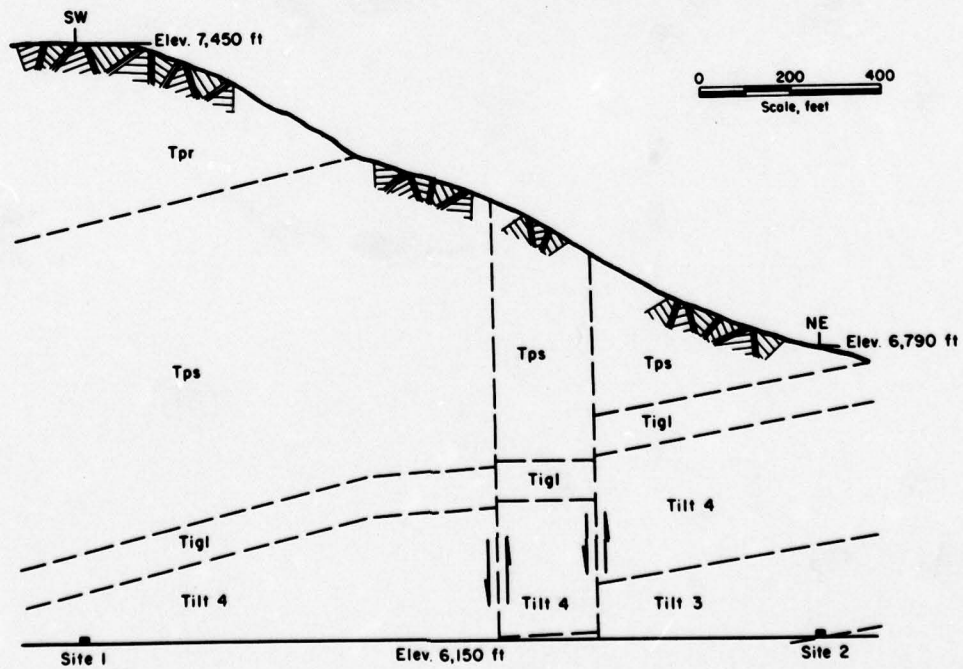 SW
Elev. 7,450 ft
0 200 400
Scale, feet
Tpr
NE
Elev. 6,790 ft
Tps
Tps
Tps
Tigl
Tigl
Tilt 4
Tigl
Tilt 4
Tilt 4
Tilt 3
Site 1
Elev. 6,150 ft
Site 2